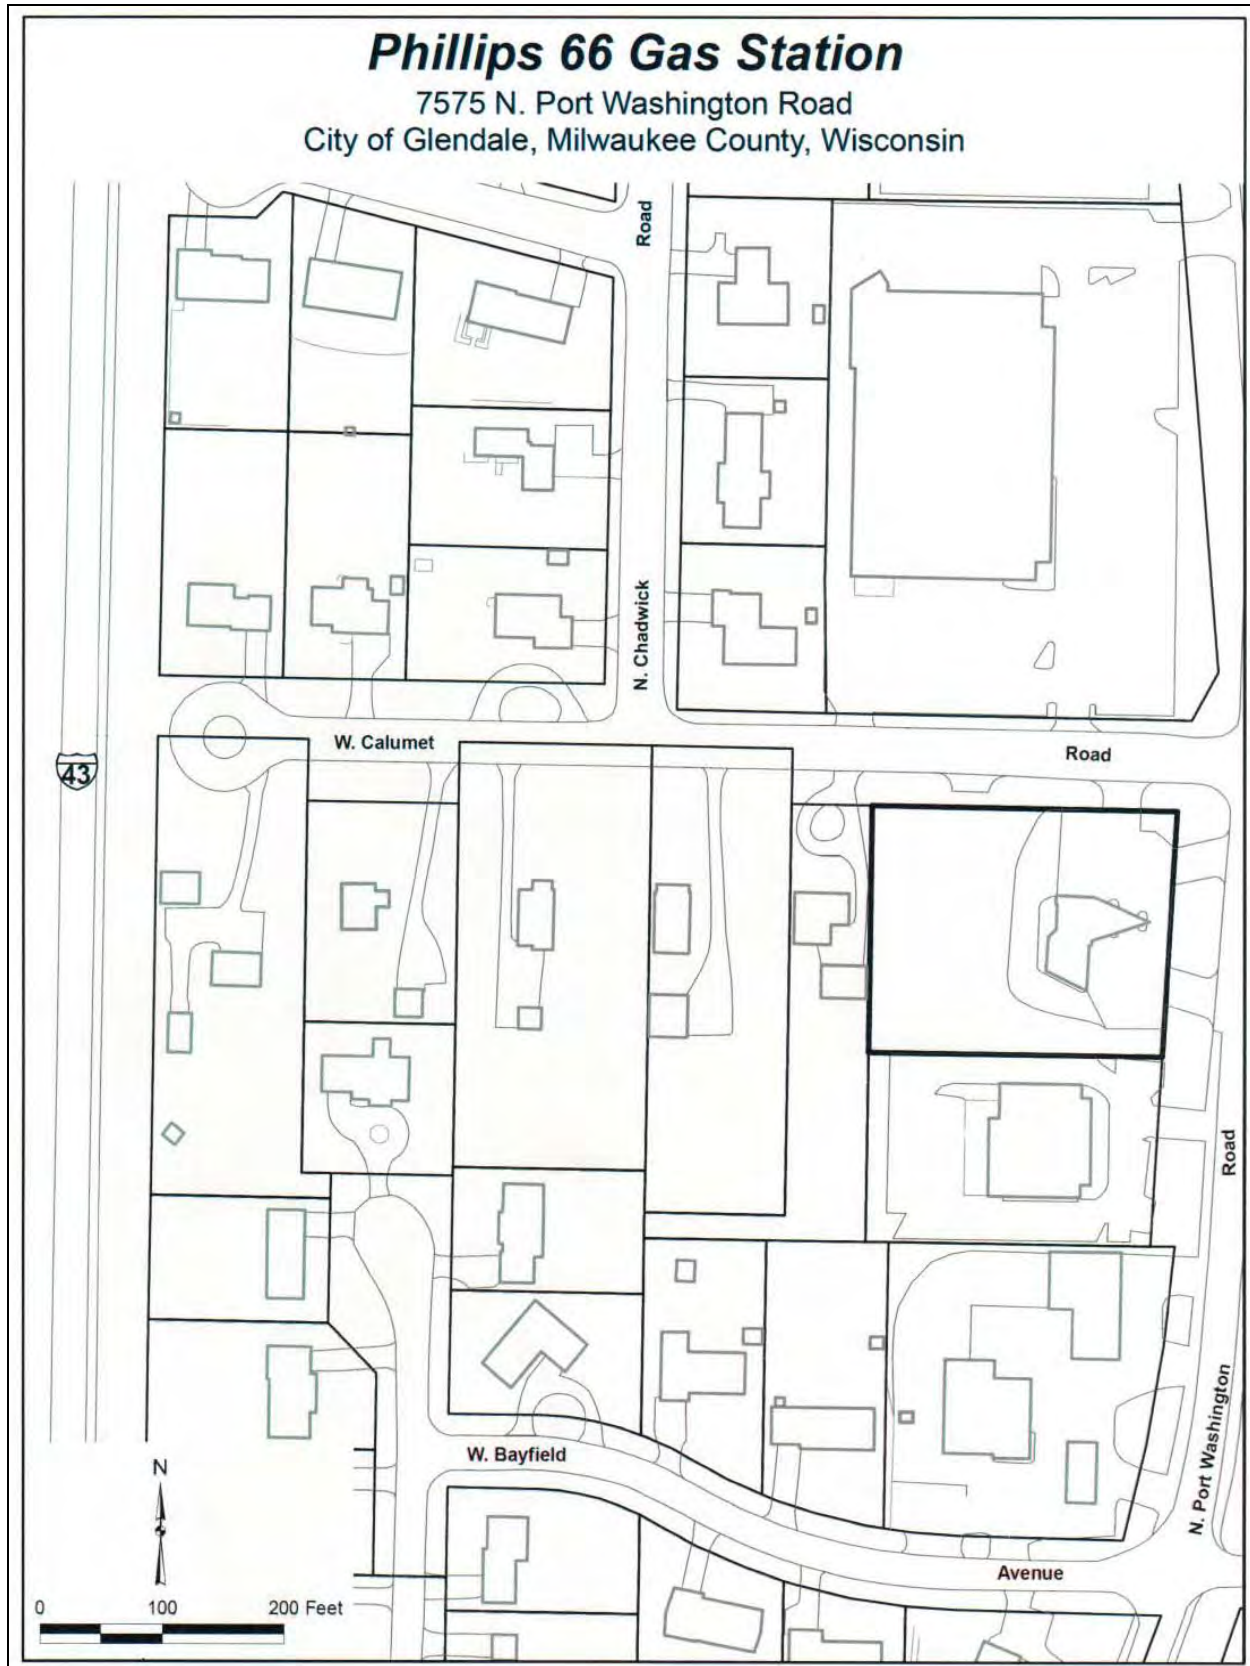 Phillips 66 Gas Station
7575 N. Port Washington Road
City of Glendale, Milwaukee County, Wisconsin
Road
N. Chadwick
W. Calumet
Road
43
Road
N. Port Washington
W. Bayfield
Avenue
N
0 100 200 Feet